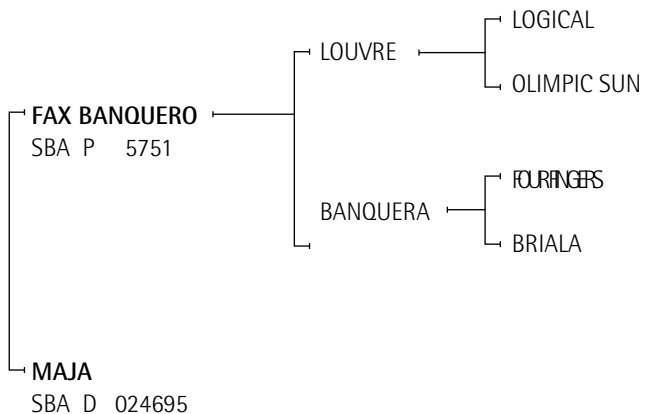 LOGICAL
LOUVRE
OLIMPIC SUN
FAX BANQUERO
SBA P 5751
FOURFINGERS
BANQUERA
BRIALA
MAJA
SBA D 024695